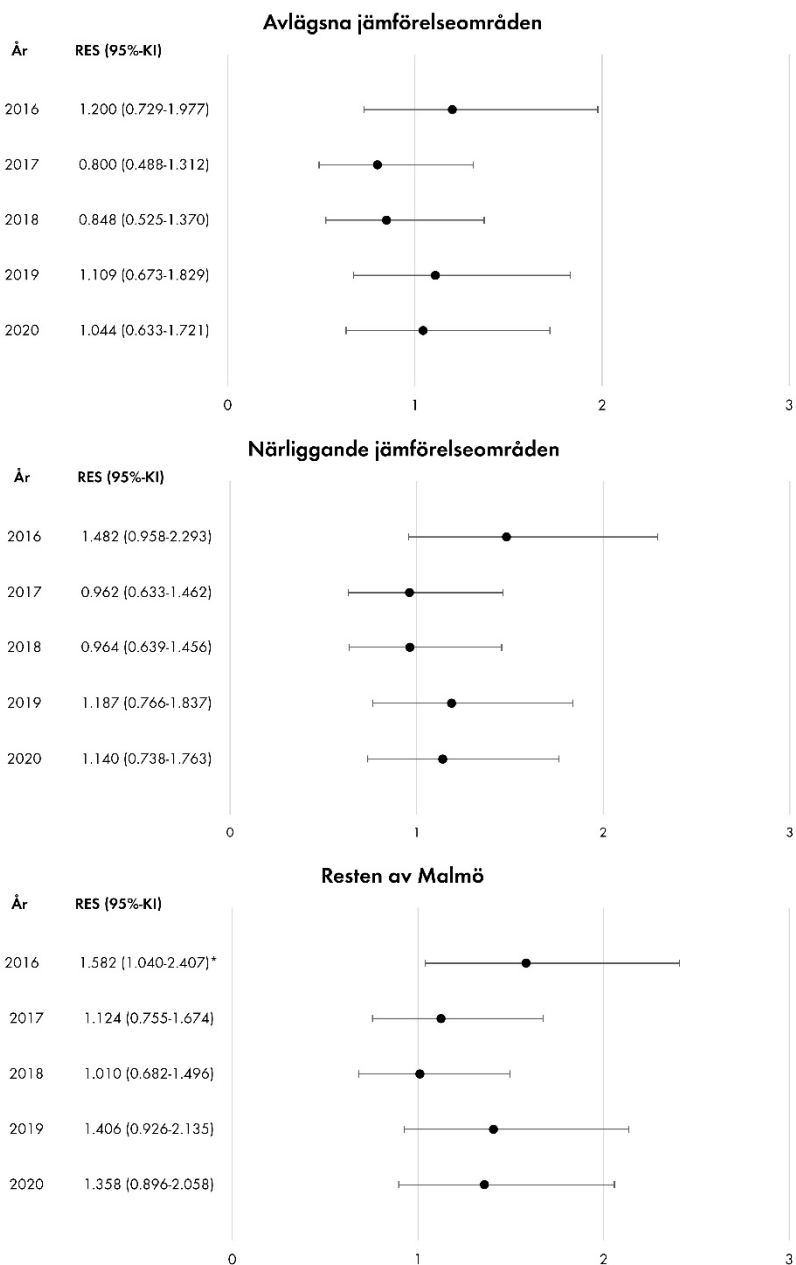 Avlägsna jämförelseområden
År RES (95%-KI)
2016 1.200 (0.729-1.977)
2017 0.800 (0.488-1.312)
2018 0.848 (0.525-1.370)
2019 1.109 (0.673-1.829)
2020 1.044 (0.633-1.721)
0 1 2 3
Närliggande jämförelseområden
År RES (95%-KI)
2016 1.482 (0.958-2.293)
2017 0.962 (0.633-1.462)
2018 0.964 (0.639-1.456)
2019 1.187 (0.766-1.837)
2020 1.140 (0.738-1.763)
0 1 2 3
Resten av Malmö
År RES (95%-KI)
2016 1.582 (1.040-2.407)*
2017 1.124 (0.755-1.674)
2018 1.010 (0.682-1.496)
2019 1.406 (0.926-2.135)
2020 1.358 (0.896-2.058)
0 1 2 3